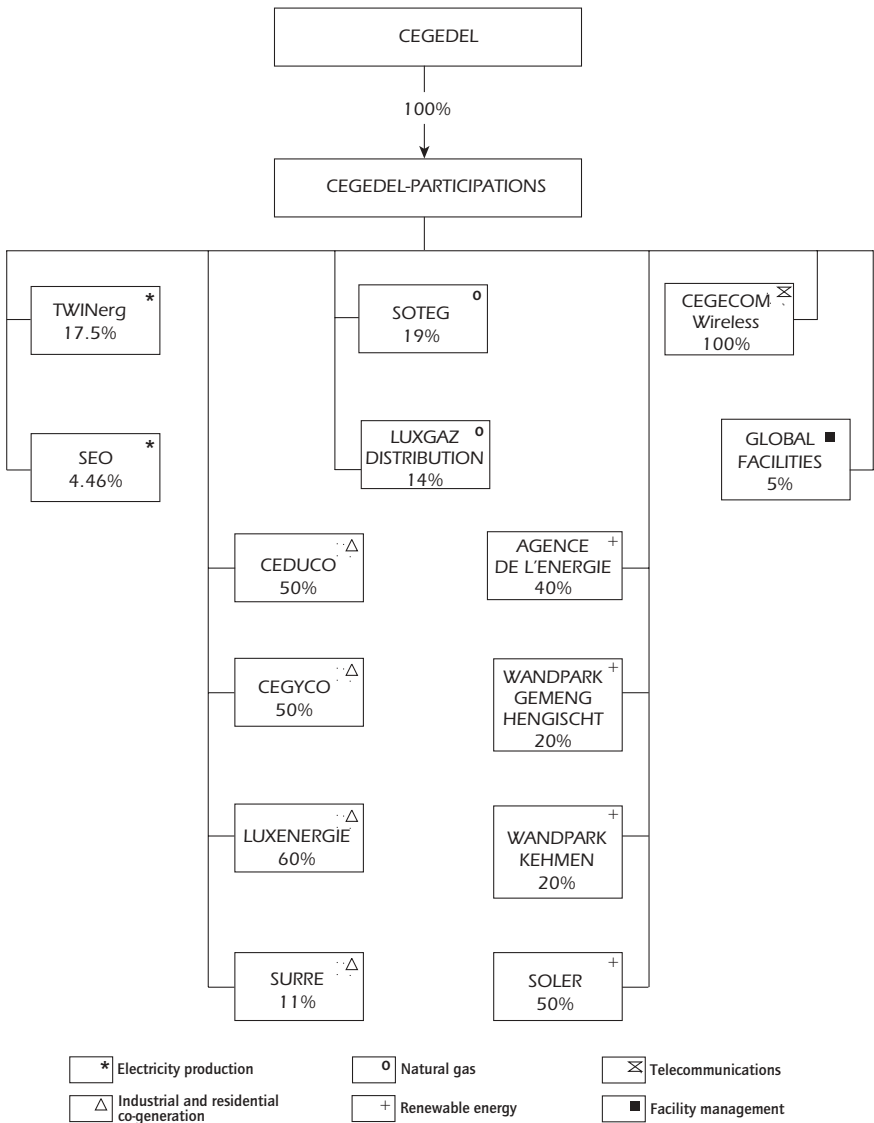 CEGEDEL
100%
CEGEDEL-PARTICIPATIONS
TWINerg *
17.5%
SEO *
4.46%
SOTEG o
19%
LUXGAZ o
DISTRIBUTION
14%
CEGECOM
Wireless
100%
GLOBAL ■
FACILITIES
5%
CEDUCO △
50%
CEGYCO △
50%
LUXENERGIE △
60%
SURRE △
11%
AGENCE +
DE L'ENERGIE
40%
WANDPARK +
GEMENG
HENGISCHT
20%
WANDPARK +
KEHMEN
20%
SOLER +
50%
* Electricity production
△ Industrial and residential
co-generation
o Natural gas
+ Renewable energy
Telecommunications
■ Facility management